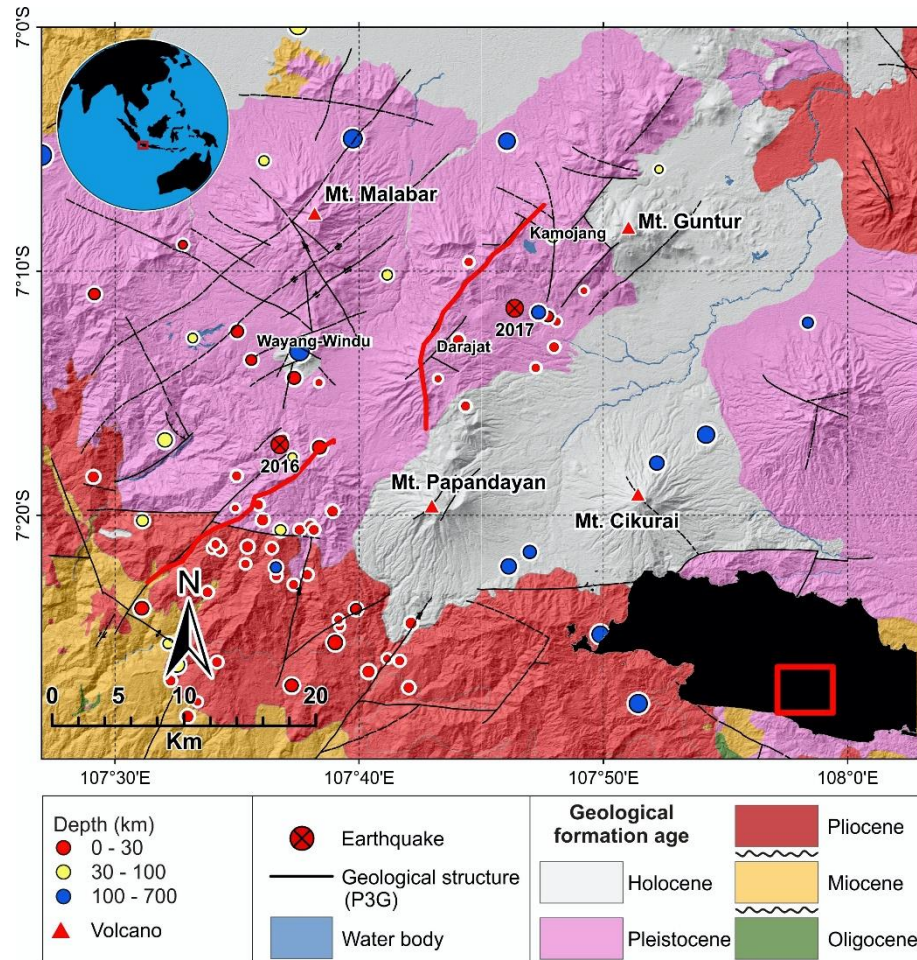 7°0'S
Mt. Malabar
Mt. Guntur
Kamojang
7°10'S
2017
Wayang-Windu
Darajat
2016
Mt. Papandayan
7°20'S
Mt. Cikurai
N
0 5 10 20
Km
107°30'E 107°40'E 107°50'E 108°0'E
Depth (km)
0 - 30
30 - 100
100 - 700
Volcano
Earthquake
Geological structure
(P3G)
Water body
Geological
formation age
Holocene
Pleistocene
Pliocene
Miocene
Oligocene